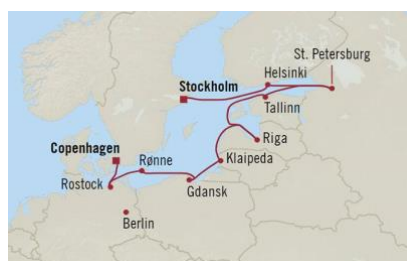 St. Petersburg
Helsinki
Stockholm
Tallinn
Riga
Copenhagen
Rønne
Klaipeda
Rostock
Gdansk
Berlin